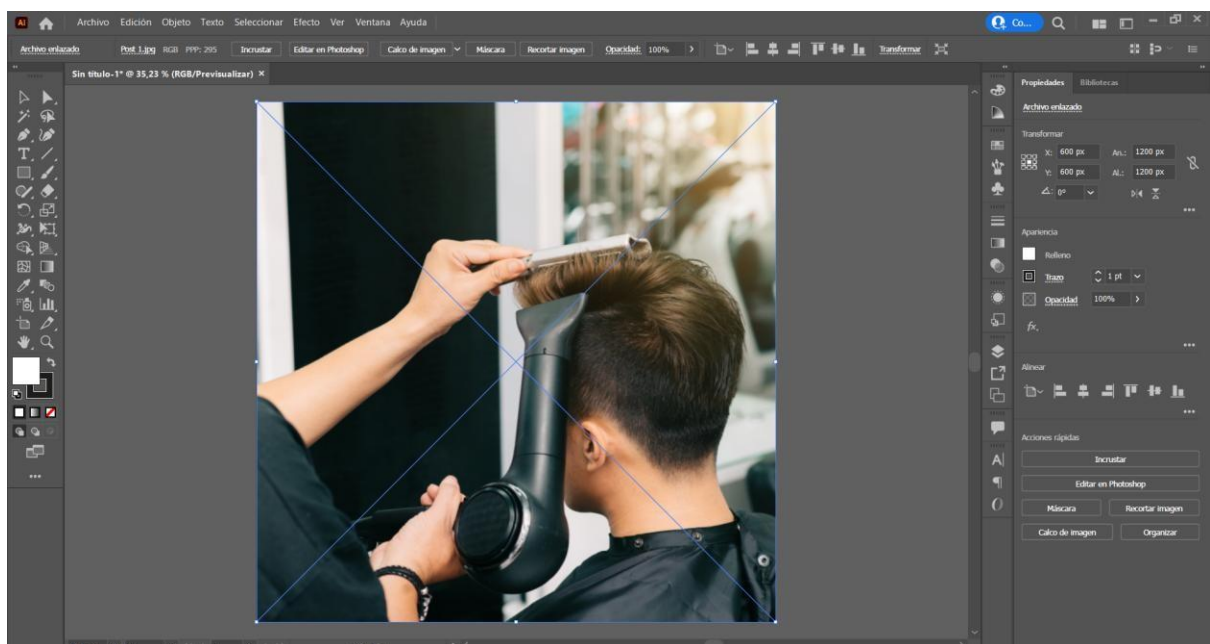 Ai Archivo Edición Objeto Texto Seleccionar Efecto Ver Ventana Ayuda Co...
Archivo enlazado Post 1.jpg RGB PPP: 295 Incrustar Editar en Photoshop Calco de imagen Máscara Recortar imagen Opacidad: 100% Transformar
Sin título-1* @ 35,23 % (RGB/Previsualizar)
Propiedades Bibliotecas
Archivo enlazado
Transformar
X: 600 px An.: 1200 px
Y: 600 px Al.: 1200 px
0º
Apariencia
Relleno
Trazo 1 pt
Opacidad 100%
fx.
Alinear
Acciones rápidas
Incrustar
Editar en Photoshop
Máscara Recortar imagen
Calco de imagen Organizar